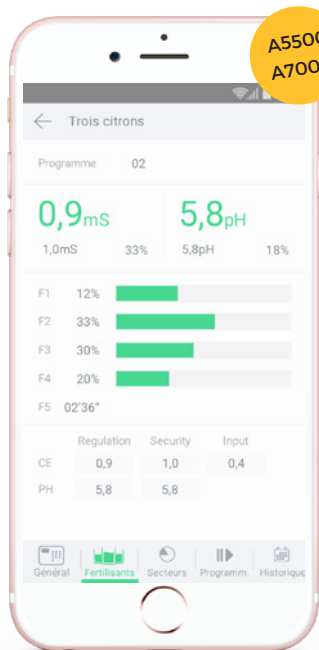 A5500
A700
Trois citrons
Programme 02
0,9mS 5,8pH
1,0mS 33% 5,8pH 18%
F1 12%
F2 33%
F3 30%
F4 20%
F5 02'36"
Regulation Security Input
CE 0,9 1,0 0,4
PH 5,8 5,8
Général Fertilisants Secteurs Programm. Historique